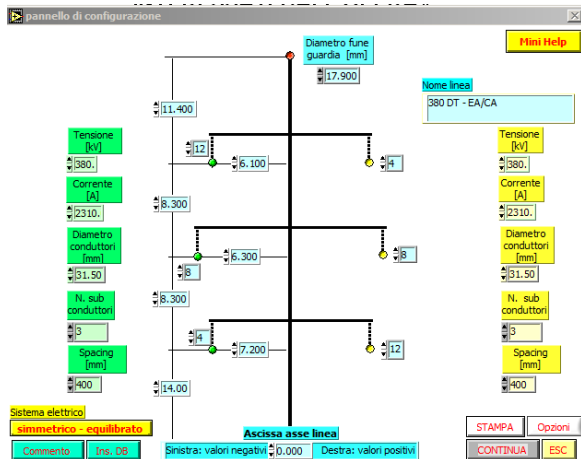 pannello di configurazione
Mini Help
Diametro fune
guardia [mm]
17.900
Nome linea
380 DT - EA/CA
11.400
Tensione
[kV]
380.
12
6.100
4
Tensione
[kV]
380.
Corrente
[A]
2310.
8.300
Corrente
[A]
2310.
Diametro
conduttori
[mm]
31.50
6.300
8
8
Diametro
conduttori
[mm]
31.50
N. sub
conduttori
3
8.300
4
7.200
12
N. sub
conduttori
3
Spacing
[mm]
400
14.00
Spacing
[mm]
400
Sistema elettrico
simmetrico - equilibrato
Commento
Ins. DB
Ascissa asse linea
Sinistra: valori negativi
0.000
Destra: valori positivi
STAMPA
Opzioni
CONTINUA
ESC